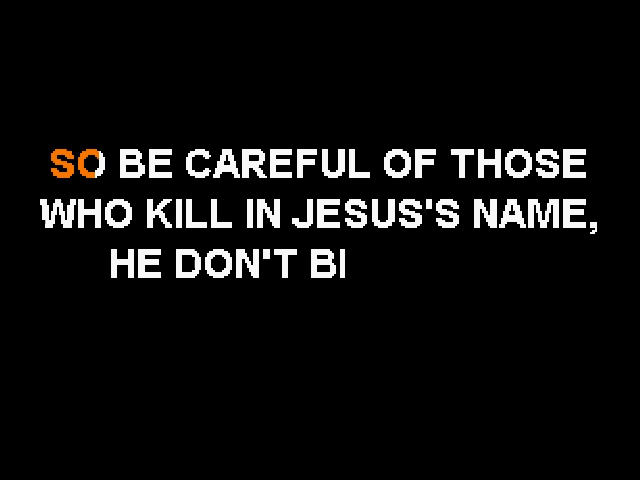 SO BE CAREFUL OF THOSE
WHO KILL IN JESUS'S NAME,
HE DON'T BI